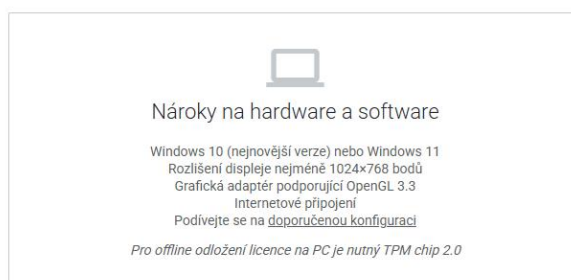 Nároky na hardware a software
Windows 10 (nejnovější verze) nebo Windows 11
Rozlišení displeje nejméně 1024×768 bodů
Grafická adaptér podporující OpenGL 3.3
Internetové připojení
Podívejte se na doporučenou konfiguraci
Pro offline odložení licence na PC je nutný TPM chip 2.0